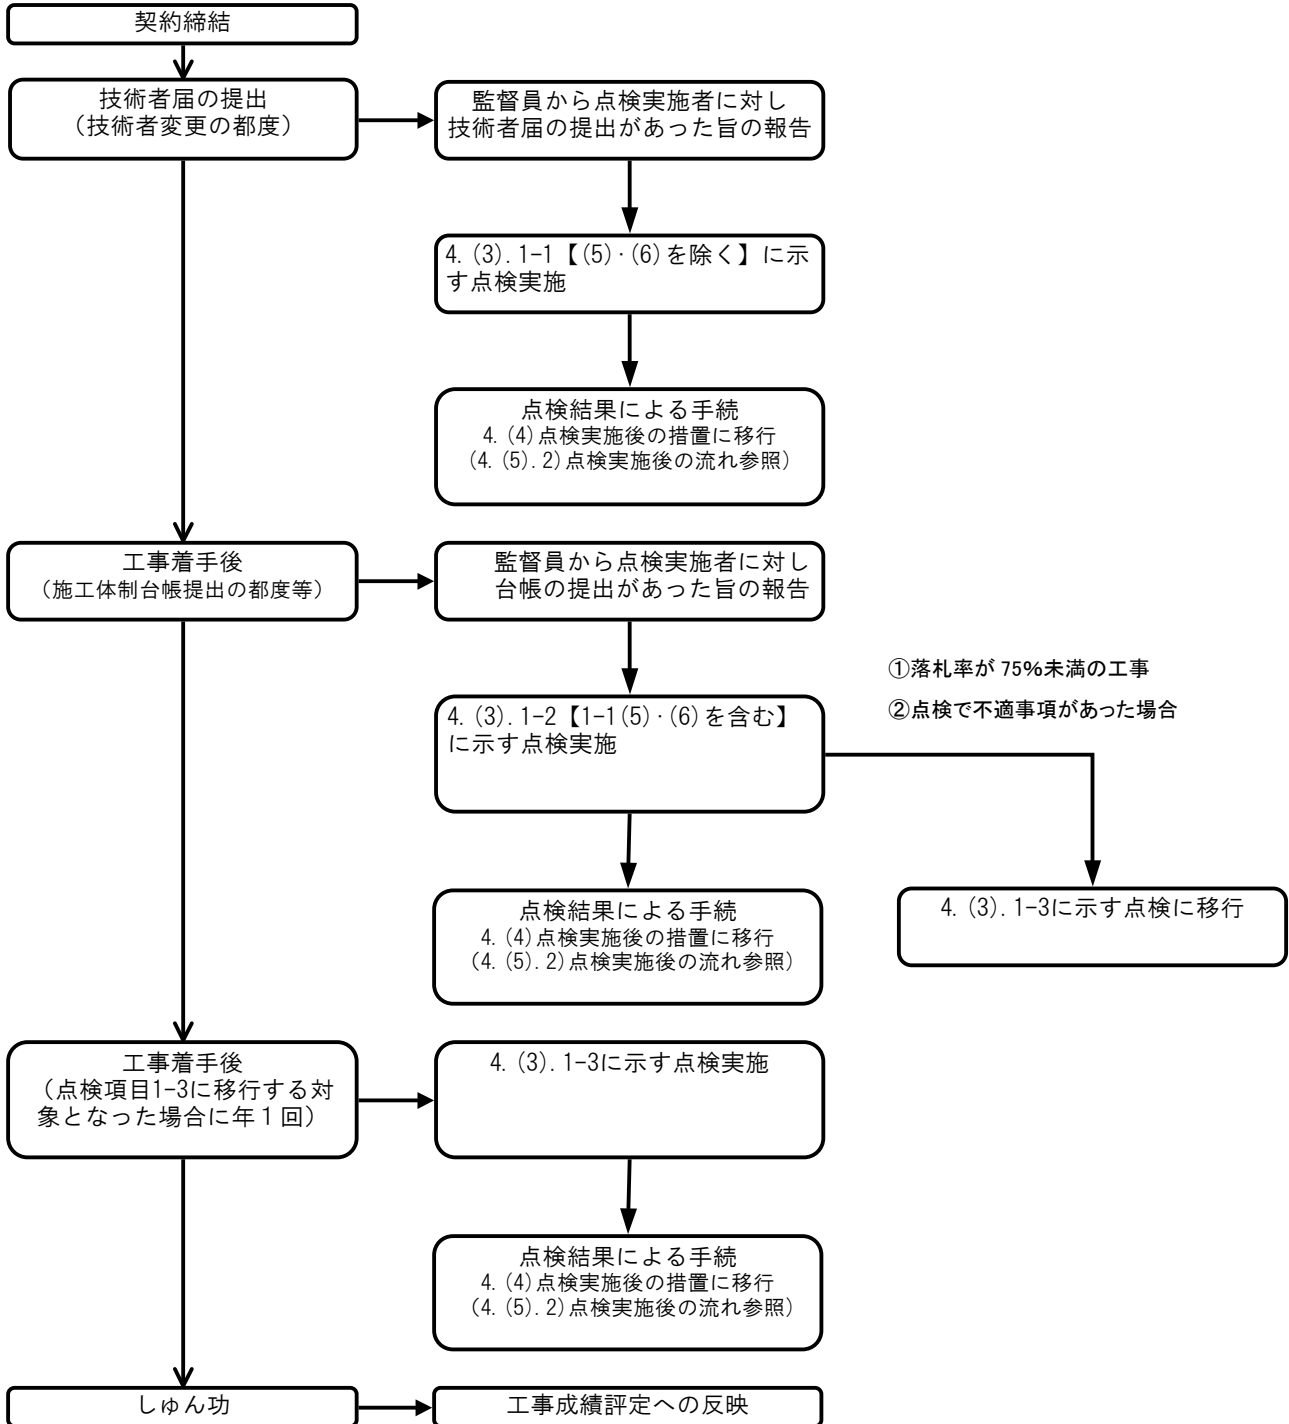 契約締結
技術者届の提出
（技術者変更の都度）
監督員から点検実施者に対し
技術者届の提出があった旨の報告
4.(3).1-1【(5)･(6)を除く】に示
す点検実施
点検結果による手続
4.(4)点検実施後の措置に移行
(4.(5).2)点検実施後の流れ参照)
工事着手後
（施工体制台帳提出の都度等）
監督員から点検実施者に対し
台帳の提出があった旨の報告
①落札率が 75%未満の工事
②点検で不適事項があった場合
4.(3).1-2【1-1(5)･(6)を含む】
に示す点検実施
点検結果による手続
4.(4)点検実施後の措置に移行
(4.(5).2)点検実施後の流れ参照)
4.(3).1-3に示す点検に移行
工事着手後
（点検項目1-3に移行する対
象となった場合に年１回）
4.(3).1-3に示す点検実施
点検結果による手続
4.(4)点検実施後の措置に移行
(4.(5).2)点検実施後の流れ参照)
しゅん功
工事成績評定への反映